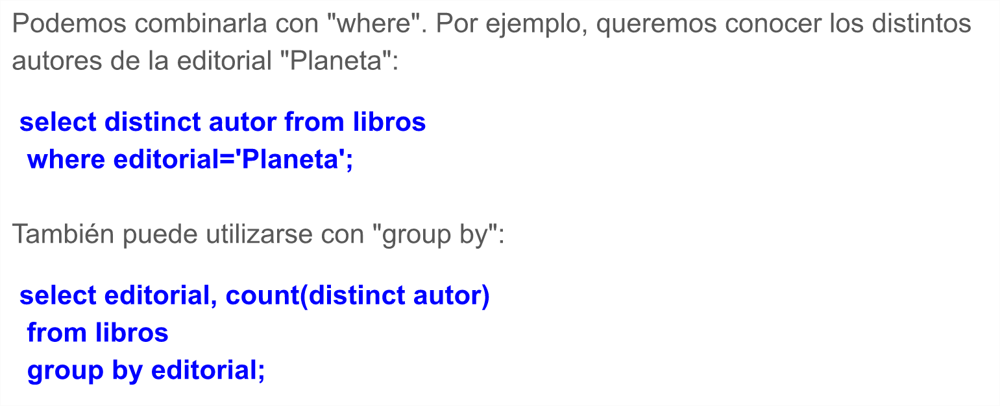 Podemos combinarla con "where". Por ejemplo, queremos conocer los distintos
autores de la editorial "Planeta":
select distinct autor from libros
where editorial='Planeta';
También puede utilizarse con "group by":
select editorial, count(distinct autor)
from libros
group by editorial;